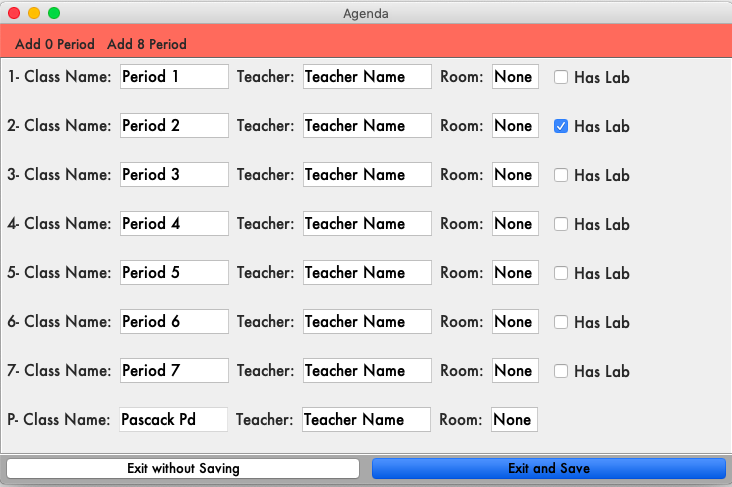 Agenda
Add 0 Period Add 8 Period
1- Class Name: Period 1 Teacher: Teacher Name Room: None Has Lab
2- Class Name: Period 2 Teacher: Teacher Name Room: None Has Lab
3- Class Name: Period 3 Teacher: Teacher Name Room: None Has Lab
4- Class Name: Period 4 Teacher: Teacher Name Room: None Has Lab
5- Class Name: Period 5 Teacher: Teacher Name Room: None Has Lab
6- Class Name: Period 6 Teacher: Teacher Name Room: None Has Lab
7- Class Name: Period 7 Teacher: Teacher Name Room: None Has Lab
P- Class Name: Pascack Pd Teacher: Teacher Name Room: None
Exit without Saving Exit and Save